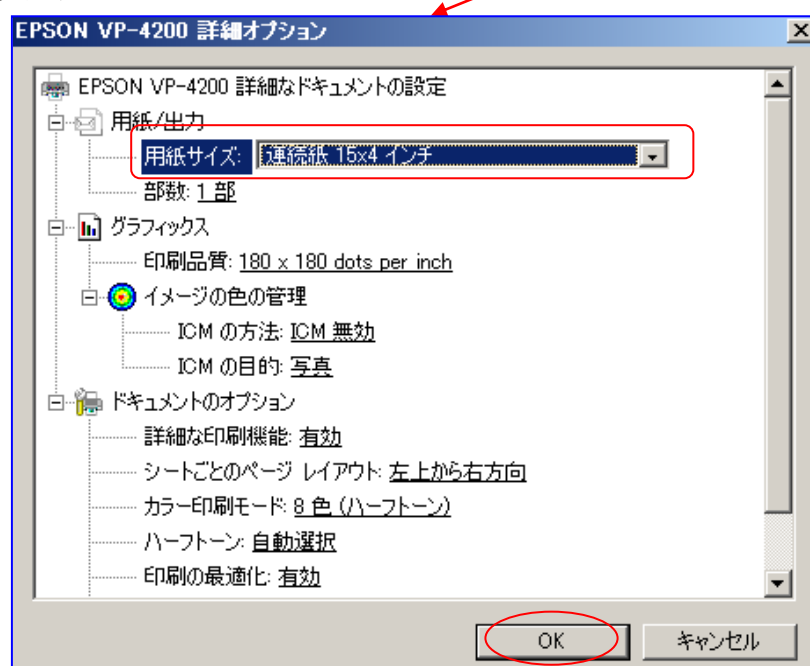 EPSON VP-4200 詳細オプション
EPSON VP-4200 詳細なドキュメントの設定
用紙/出力
用紙サイズ: 連続紙 15x4 インチ
部数: 1 部
グラフィックス
印刷品質: 180 x 180 dots per inch
イメージの色の管理
ICM の方法: ICM 無効
ICM の目的: 写真
ドキュメントのオプション
詳細な印刷機能: 有効
シートごとのページ レイアウト: 左上から右方向
カラー印刷モード: 8 色 (ハーフトーン)
ハーフトーン: 自動選択
印刷の最適化: 有効
OK キャンセル